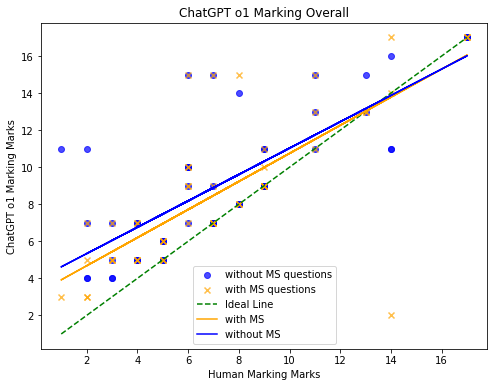 ChatGPT o1 Marking Overall
ChatGPT o1 Marking Marks
16
14
12
10
8
6
4
2
without MS questions
with MS questions
Ideal Line
with MS
without MS
2 4 6 8 10 12 14 16
Human Marking Marks